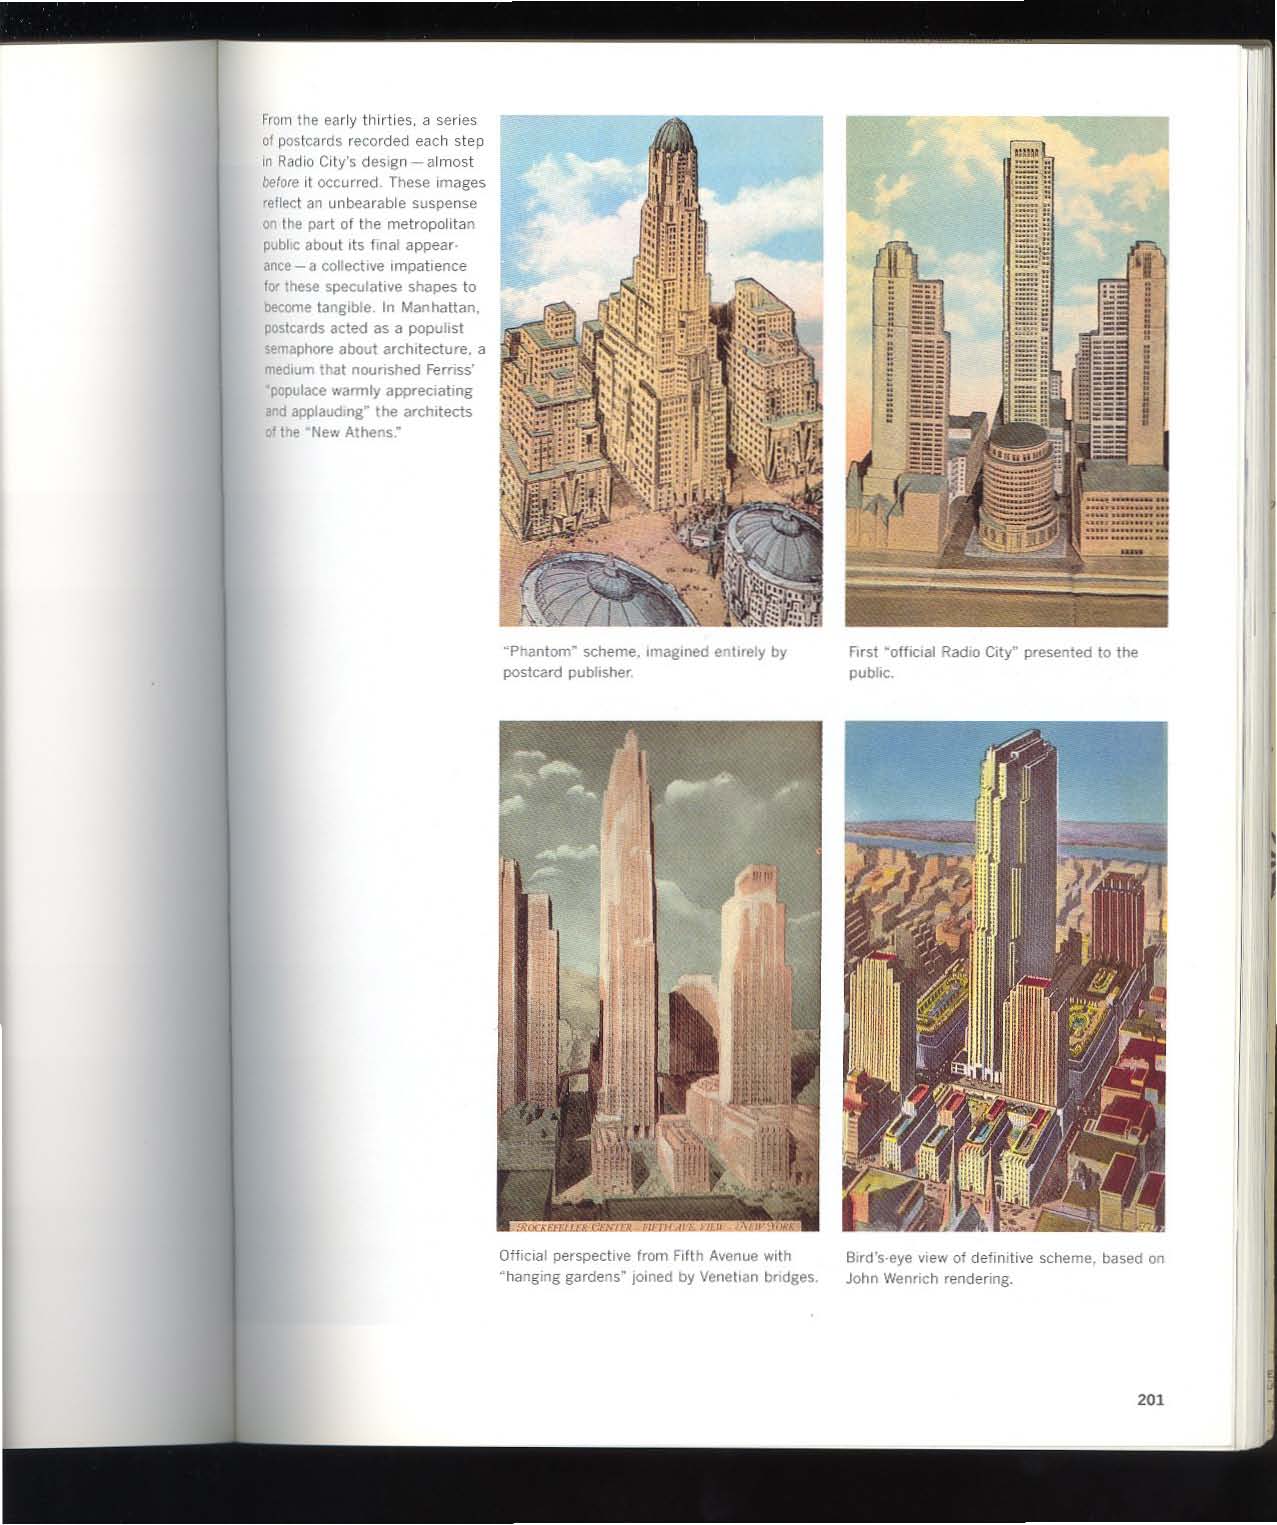 From the early thirties, a series
of postcards recorded each step
in Radio City's design — almost
before it occurred. These images
reflect an unbearable suspense
on the part of the metropolitan
public about its final appear-
ance — a collective impatience
for these speculative shapes to
become tangible. In Manhattan,
postcards acted as a populist
semaphore about architecture, a
medium that nourished Ferriss'
"populace warmly appreciating
and applauding" the architects
of the "New Athens."
"Phantom" scheme, imagined entirely by
postcard publisher.
First "official Radio City" presented to the
public.
ROCKEFELLER CENTER - FIFTH AVE. VIEW - NEW YORK
Official perspective from Fifth Avenue with
"hanging gardens" joined by Venetian bridges.
Bird's-eye view of definitive scheme, based on
John Wenrich rendering.
201